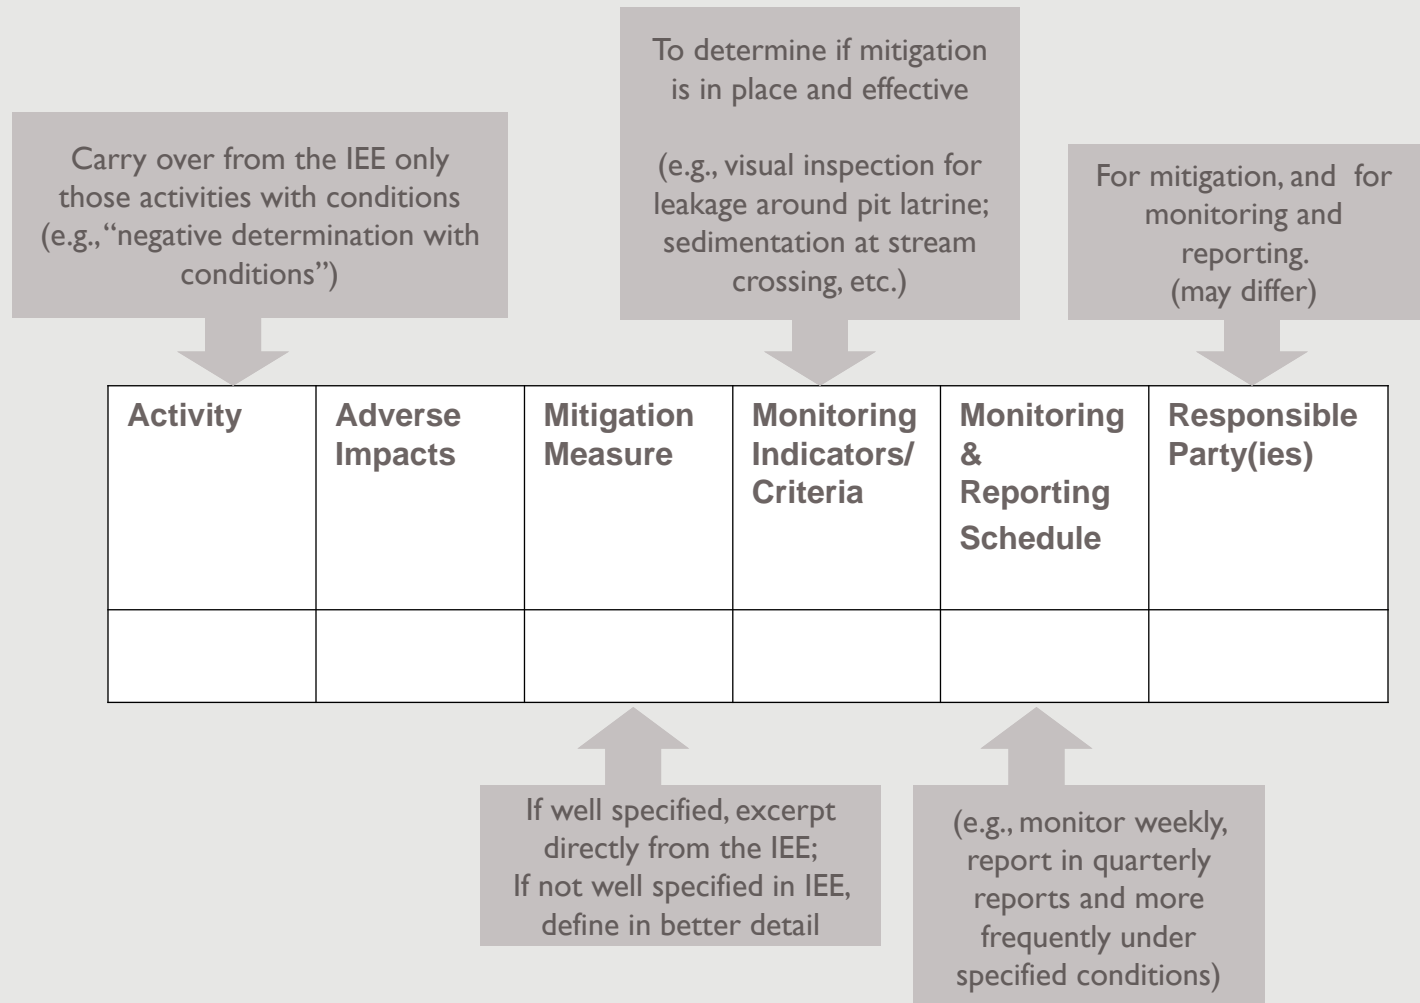 To determine if mitigation
is in place and effective
(e.g., visual inspection for
leakage around pit latrine;
sedimentation at stream
crossing, etc.)
Carry over from the IEE only
those activities with conditions
(e.g., “negative determination with
conditions”)
For mitigation, and for
monitoring and
reporting.
(may differ)
Activity
Adverse
Impacts
Mitigation
Measure
Monitoring
Indicators/
Criteria
Monitoring
&
Reporting
Schedule
Responsible
Party(ies)
If well specified, excerpt
directly from the IEE;
If not well specified in IEE,
define in better detail
(e.g., monitor weekly,
report in quarterly
reports and more
frequently under
specified conditions)